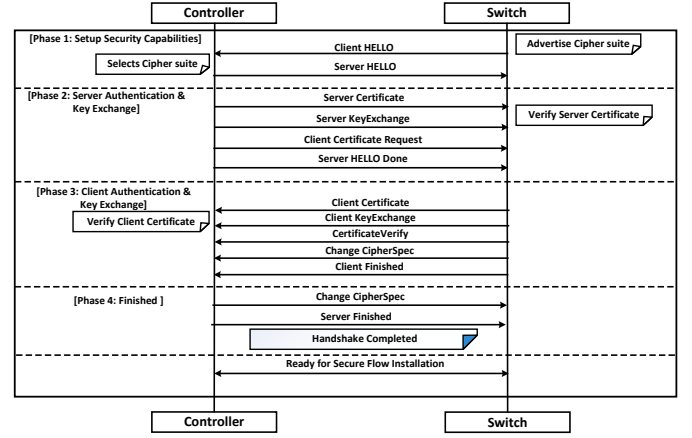 Controller
Switch
[Phase 1: Setup Security Capabilities]
Client HELLO
Advertise Cipher suite
Selects Cipher suite
Server HELLO
[Phase 2: Server Authentication &
Key Exchange]
Server Certificate
Server KeyExchange
Verify Server Certificate
Client Certificate Request
Server HELLO Done
[Phase 3: Client Authentication &
Key Exchange]
Client Certificate
Verify Client Certificate
Client KeyExchange
CertificateVerify
Change CipherSpec
Client Finished
[Phase 4: Finished ]
Change CipherSpec
Server Finished
Handshake Completed
Ready for Secure Flow Installation
Controller
Switch